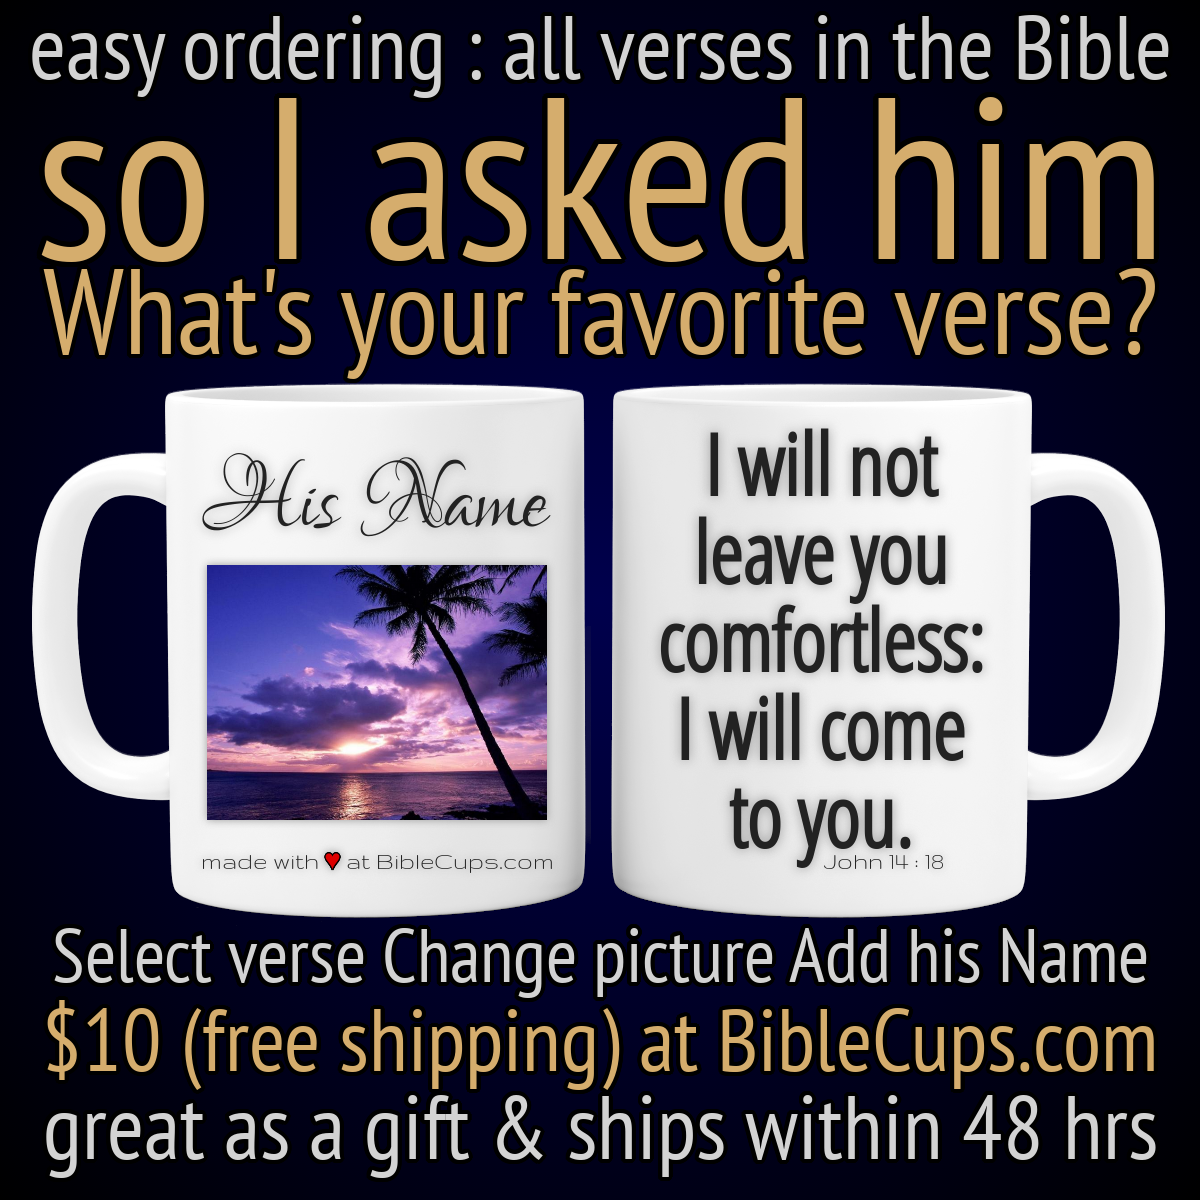 easy ordering : all verses in the Bible
so I asked him
What's your favorite verse?
His Name
made with ❤ at BibleCups.com
I will not
leave you
comfortless:
I will come
to you.
John 14 : 18
Select verse Change picture Add his Name
$10 (free shipping) at BibleCups.com
great as a gift & ships within 48 hrs